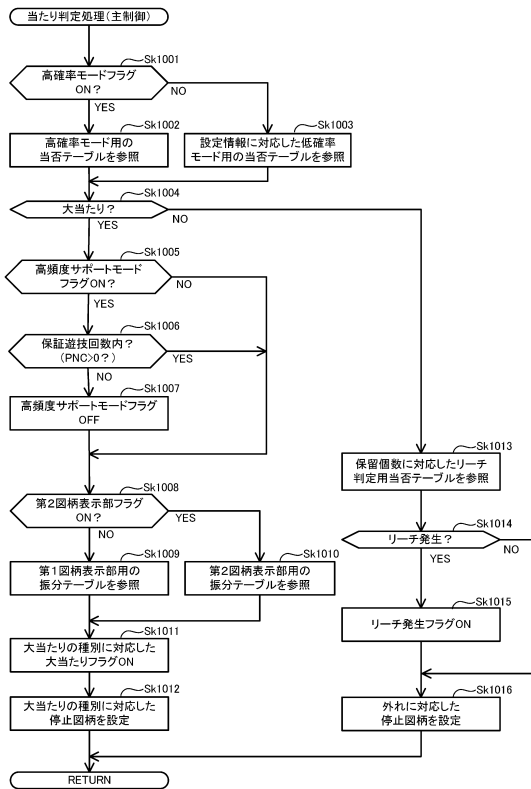 当たり判定処理(主制御)
Sk1001
高確率モードフラグ
ON?
NO
YES
Sk1002
高確率モード用の
当否テーブルを参照
Sk1003
設定情報に対応した低確率
モード用の当否テーブルを参照
Sk1004
大当たり?
NO
YES
Sk1005
高頻度サポートモード
フラグON?
NO
YES
Sk1006
保証遊技回数内?
(PNC>0?)
YES
NO
Sk1007
高頻度サポートモードフラグ
OFF
Sk1008
第2図柄表示部フラグ
ON?
YES
NO
Sk1009
第1図柄表示部用の
振分テーブルを参照
Sk1010
第2図柄表示部用の
振分テーブルを参照
Sk1011
大当たりの種別に対応した
大当たりフラグON
Sk1012
大当たりの種別に対応した
停止図柄を設定
Sk1013
保留個数に対応したリーチ
判定用当否テーブルを参照
Sk1014
リーチ発生?
NO
YES
Sk1015
リーチ発生フラグON
Sk1016
外れに対応した
停止図柄を設定
RETURN